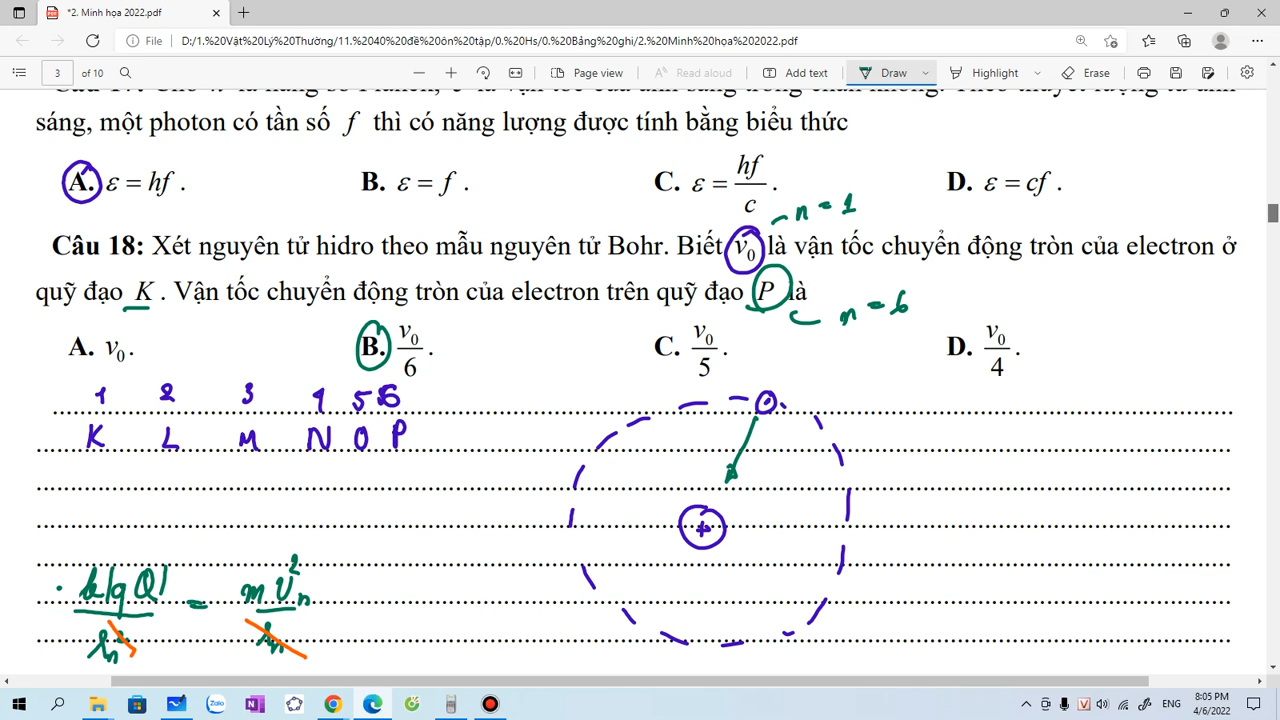 *2. Minh họa 2022.pdf
File D:/1.%20Vật%20Lý%20Thường/11.%2040%20đề%20ôn%20tập/0.%20Hs/0.%20Bảng%20ghi/2.%20Minh%20họa%202022.pdf
3 of 10 Page view Read aloud Add text Draw Highlight Erase
sáng, một photon có tần số f thì có năng lượng được tính bằng biểu thức
A. ε = hf . B. ε = f . C. ε = hf/c . D. ε = cf .
n = 1
Câu 18: Xét nguyên tử hidro theo mẫu nguyên tử Bohr. Biết v₀ là vận tốc chuyển động tròn của electron ở
quỹ đạo K . Vận tốc chuyển động tròn của electron trên quỹ đạo P là
n = 6
A. v₀ . B. v₀/6 . C. v₀/5 . D. v₀/4 .
1 2 3 4 5 6
K L M N O P
+
k|qQ|/rₙ² = mvₙ²/rₙ
ENG 8:05 PM
4/6/2022
Zalo